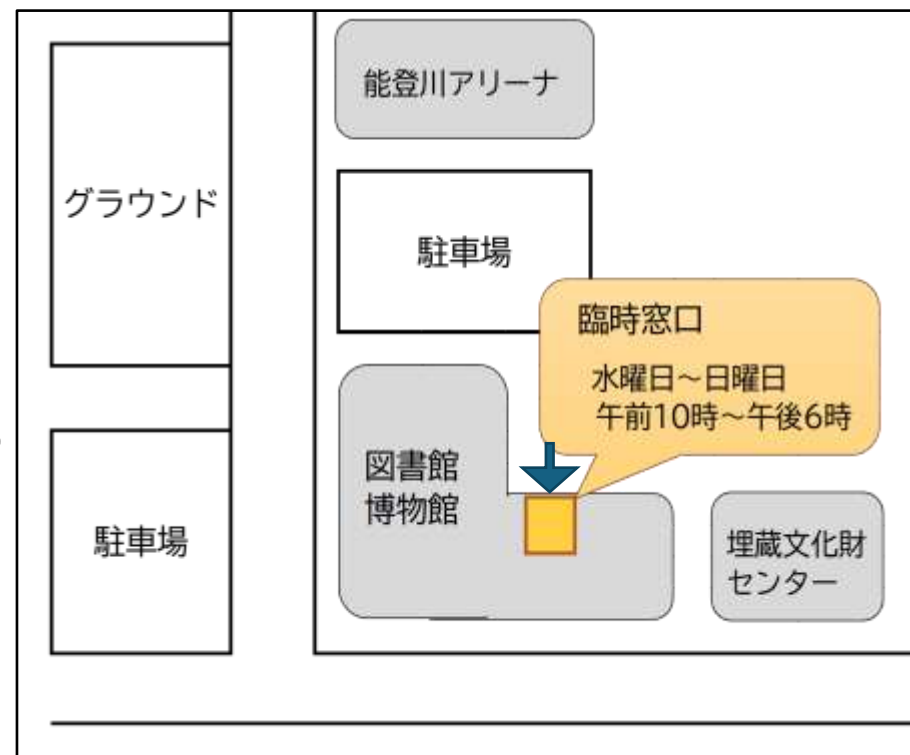 能登川アリーナ
グラウンド
駐車場
臨時窓口
水曜日～日曜日
午前10時～午後6時
図書館
博物館
駐車場
埋蔵文化財
センター